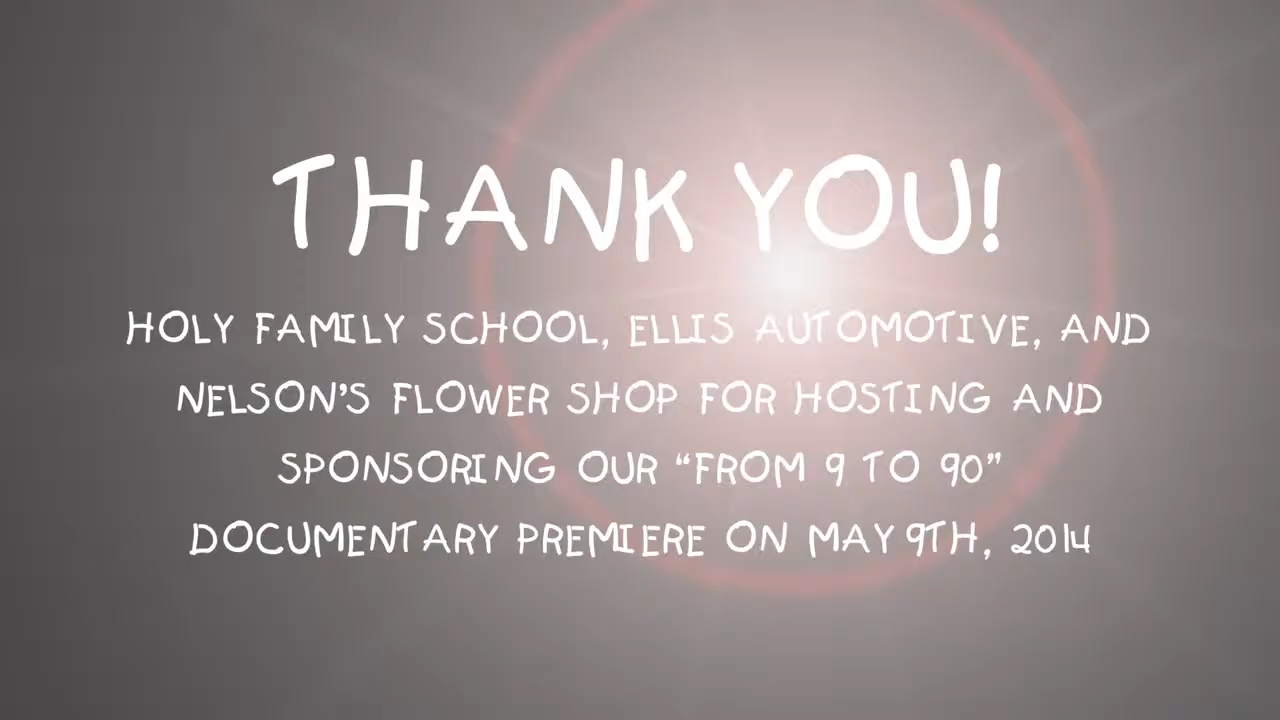 THANK YOU!
HOLY FAMILY SCHOOL, ELLIS AUTOMOTIVE, AND
NELSON’S FLOWER SHOP FOR HOSTING AND
SPONSORING OUR “FROM 9 TO 90”
DOCUMENTARY PREMIERE ON MAY 9TH, 2014